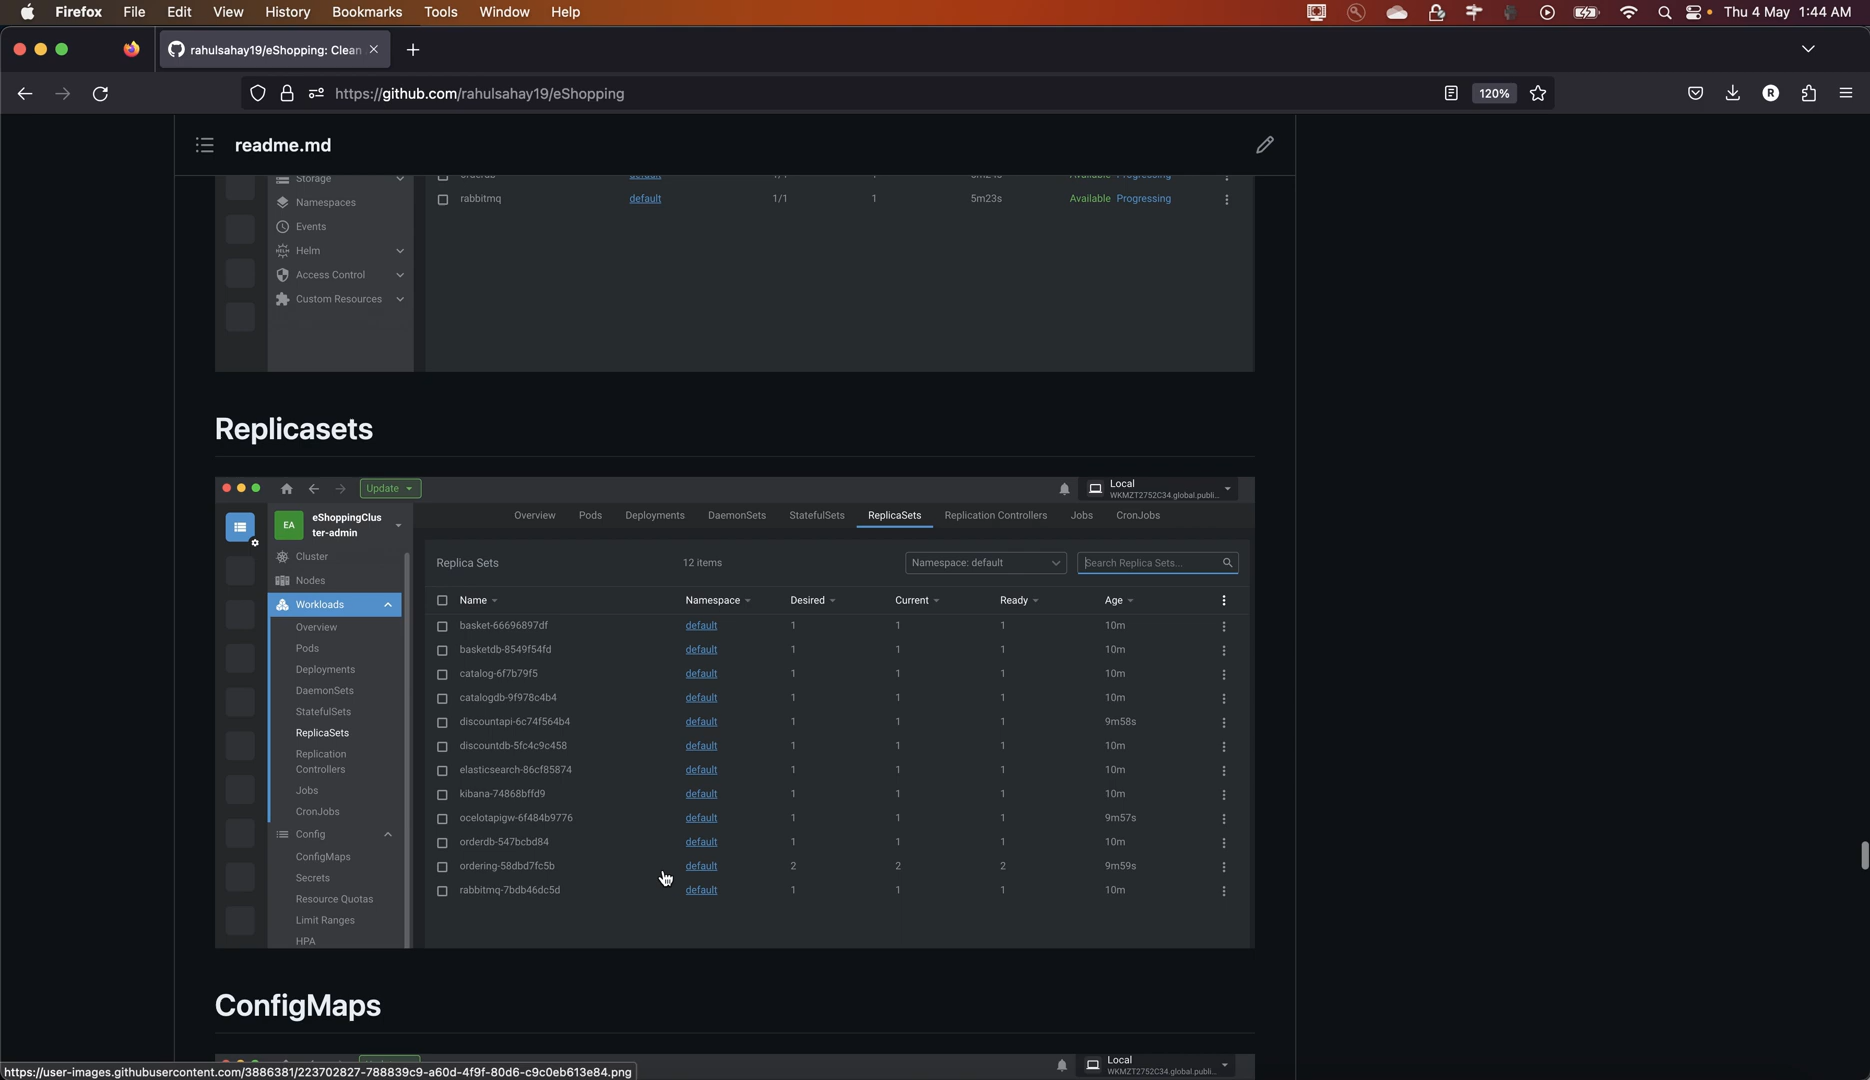 Firefox File Edit View History Bookmarks Tools Window Help Thu 4 May 1:44 AM
rahulsahay19/eShopping: Clean
https://github.com/rahulsahay19/eShopping 120% R
readme.md
Storage
rabbitmq default 1/1 1 5m23s Available Progressing
Namespaces
Events
HELM Helm
Access Control
Custom Resources
Replicasets
Update Local
WKMZT2752C34.global.publi...
EA eShoppingClus
ter-admin
Overview Pods Deployments DaemonSets StatefulSets ReplicaSets Replication Controllers Jobs CronJobs
Cluster
Nodes
Workloads
Overview
Pods
Deployments
DaemonSets
StatefulSets
ReplicaSets
Replication
Controllers
Jobs
CronJobs
Config
ConfigMaps
Secrets
Resource Quotas
Limit Ranges
HPA
Replica Sets 12 items Namespace: default Search Replica Sets...
Name Namespace Desired Current Ready Age
basket-66696897df default 1 1 1 10m
basketdb-8549f54fd default 1 1 1 10m
catalog-6f7b79f5 default 1 1 1 10m
catalogdb-9f978c4b4 default 1 1 1 10m
discountapi-6c74f564b4 default 1 1 1 9m58s
discountdb-5fc4c9c458 default 1 1 1 10m
elasticsearch-86cf85874 default 1 1 1 10m
kibana-74868bffd9 default 1 1 1 10m
ocelotapigw-6f484b9776 default 1 1 1 9m57s
orderdb-547bcbd84 default 1 1 1 10m
ordering-58dbd7fc5b default 2 2 2 9m59s
rabbitmq-7bdb46dc5d default 1 1 1 10m
ConfigMaps
Local
WKMZT2752C34.global.publi...
https://user-images.githubusercontent.com/3886381/223702827-788839c9-a60d-4f9f-80d6-c9c0eb613e84.png